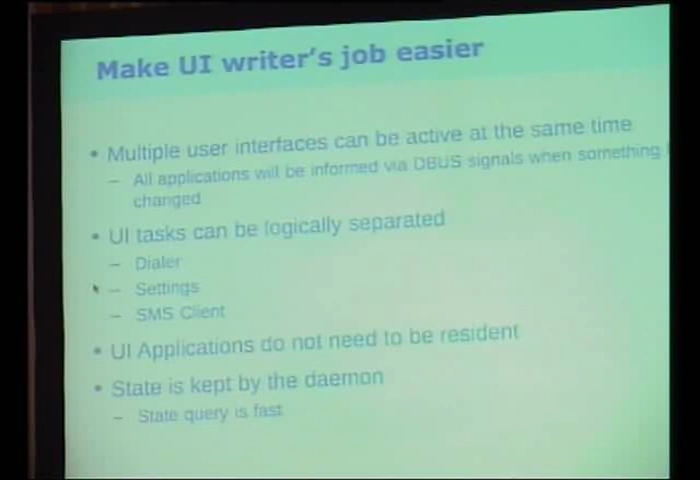 Make UI writer's job easier
• Multiple user interfaces can be active at the same time
– All applications will be informed via DBUS signals when something
changed
• UI tasks can be logically separated
– Dialer
– Settings
– SMS Client
• UI Applications do not need to be resident
• State is kept by the daemon
– State query is fast